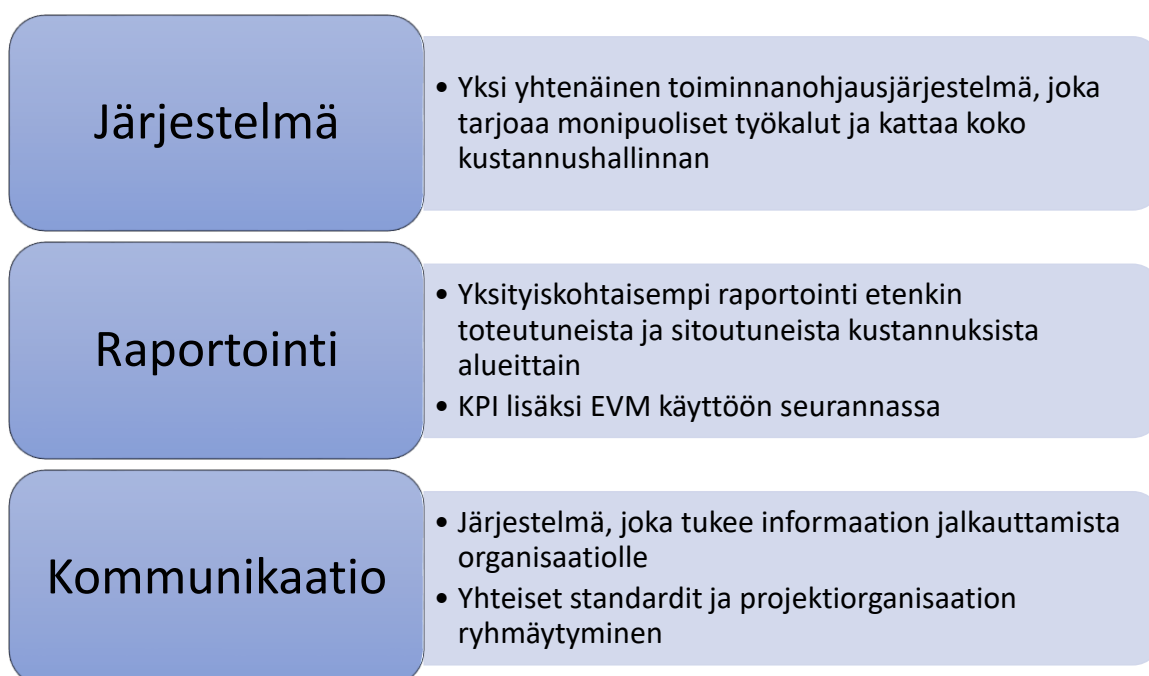 Järjestelmä
• Yksi yhtenäinen toiminnanohjausjärjestelmä, joka
tarjoaa monipuoliset työkalut ja kattaa koko
kustannushallinnan
Raportointi
• Yksityiskohtaisempi raportointi etenkin
toteutuneista ja sitoutuneista kustannuksista
alueittain
• KPI lisäksi EVM käyttöön seurannassa
Kommunikaatio
• Järjestelmä, joka tukee informaation jalkauttamista
organisaatiolle
• Yhteiset standardit ja projektiorganisaation
ryhmäytyminen